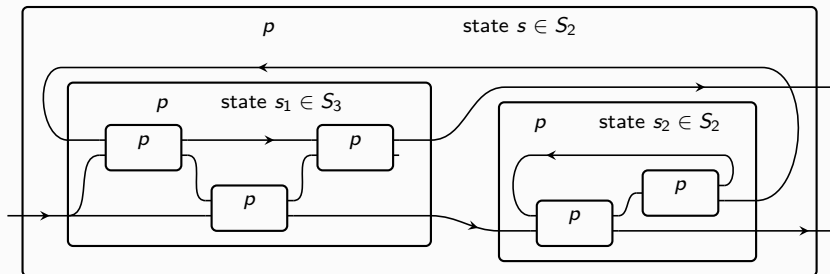 p state s ∈ S₂
p state s₁ ∈ S₃
p state s₂ ∈ S₂
p p
p
p
p